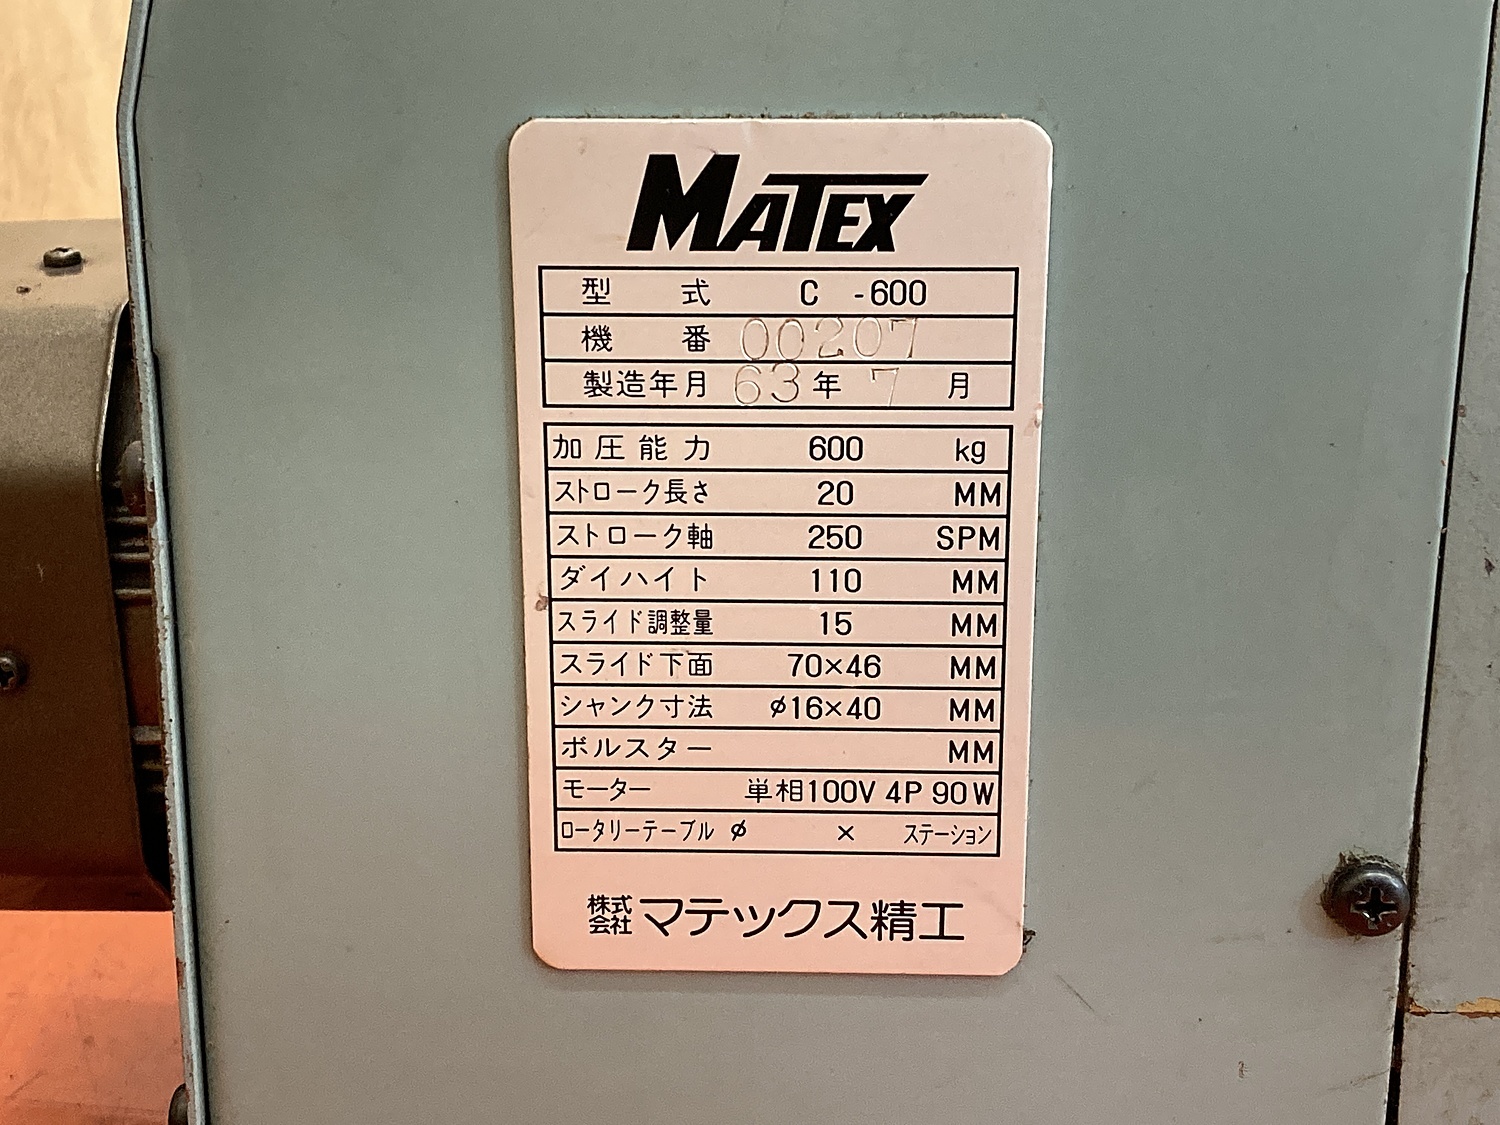 MATEX
型式 C -600
機番 00207
製造年月 63年 7月
加圧能力 600 kg
ストローク長さ 20 MM
ストローク軸 250 SPM
ダイハイト 110 MM
スライド調整量 15 MM
スライド下面 70×46 MM
シャンク寸法 φ16×40 MM
ボルスター MM
モーター 単相100V 4P 90W
ロータリーテーブル φ × ステーション
株式会社 マテックス精工